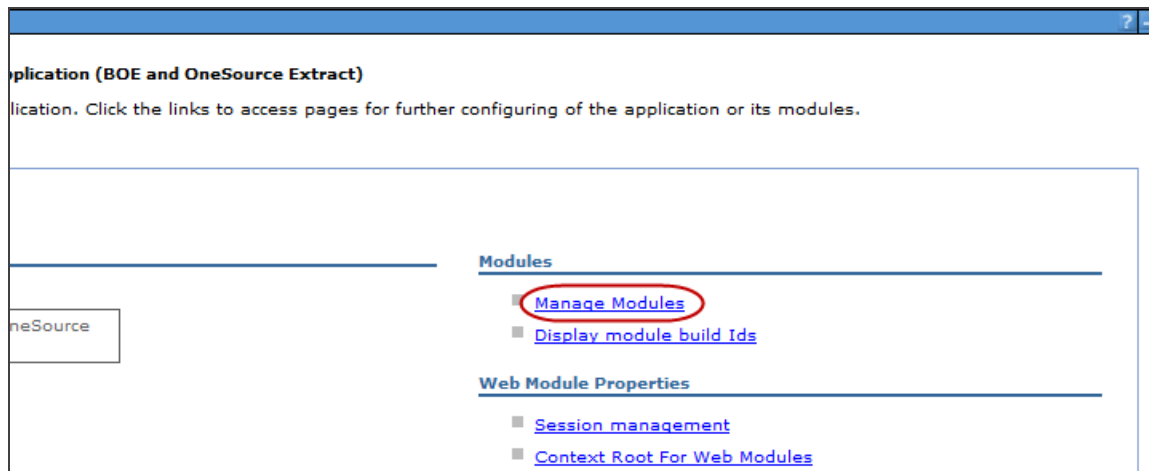 ?
plication (BOE and OneSource Extract)
lication. Click the links to access pages for further configuring of the application or its modules.
Modules
Manage Modules
neSource
Display module build Ids
Web Module Properties
Session management
Context Root For Web Modules